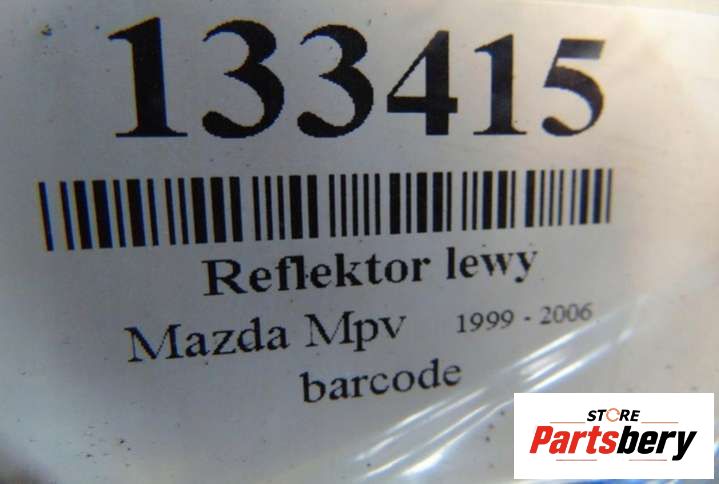 133415
Reflektor lewy
Mazda Mpv 1999 - 2006
barcode
STORE
Partsbery